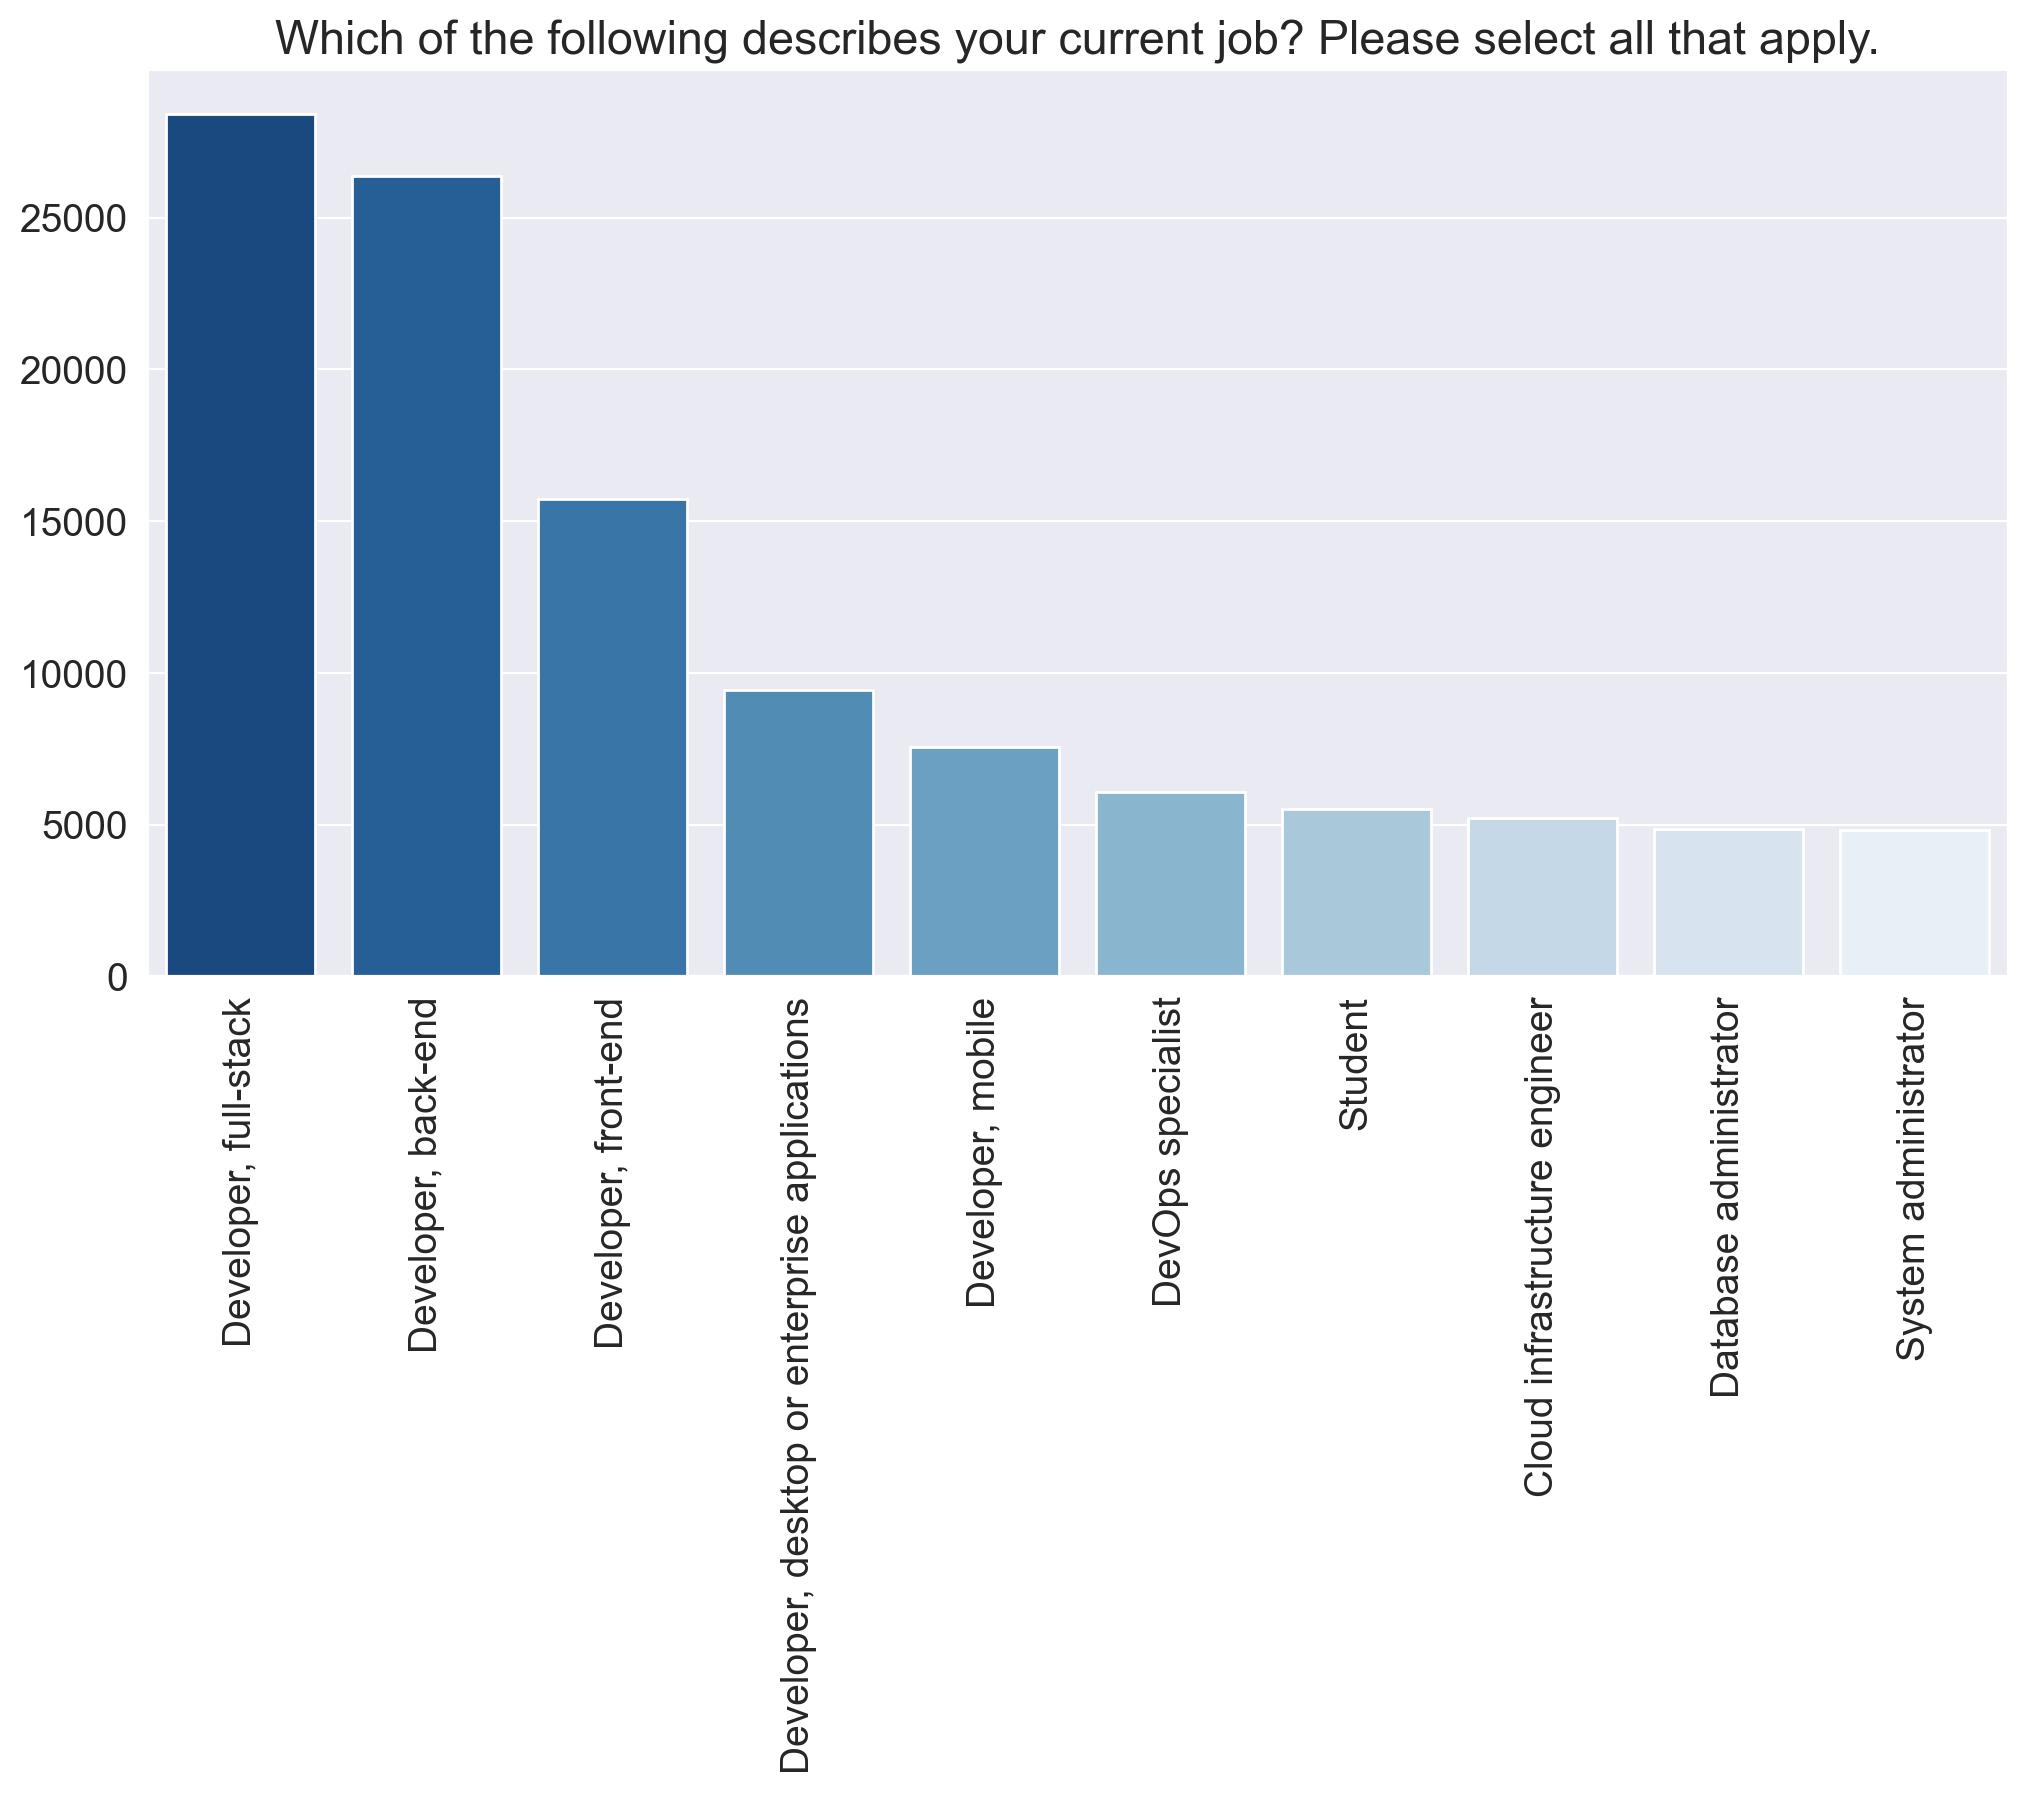 Which of the following describes your current job? Please select all that apply.
25000
20000
15000
10000
5000
0
Developer, full-stack
Developer, back-end
Developer, front-end
Developer, desktop or enterprise applications
Developer, mobile
DevOps specialist
Student
Cloud infrastructure engineer
Database administrator
System administrator